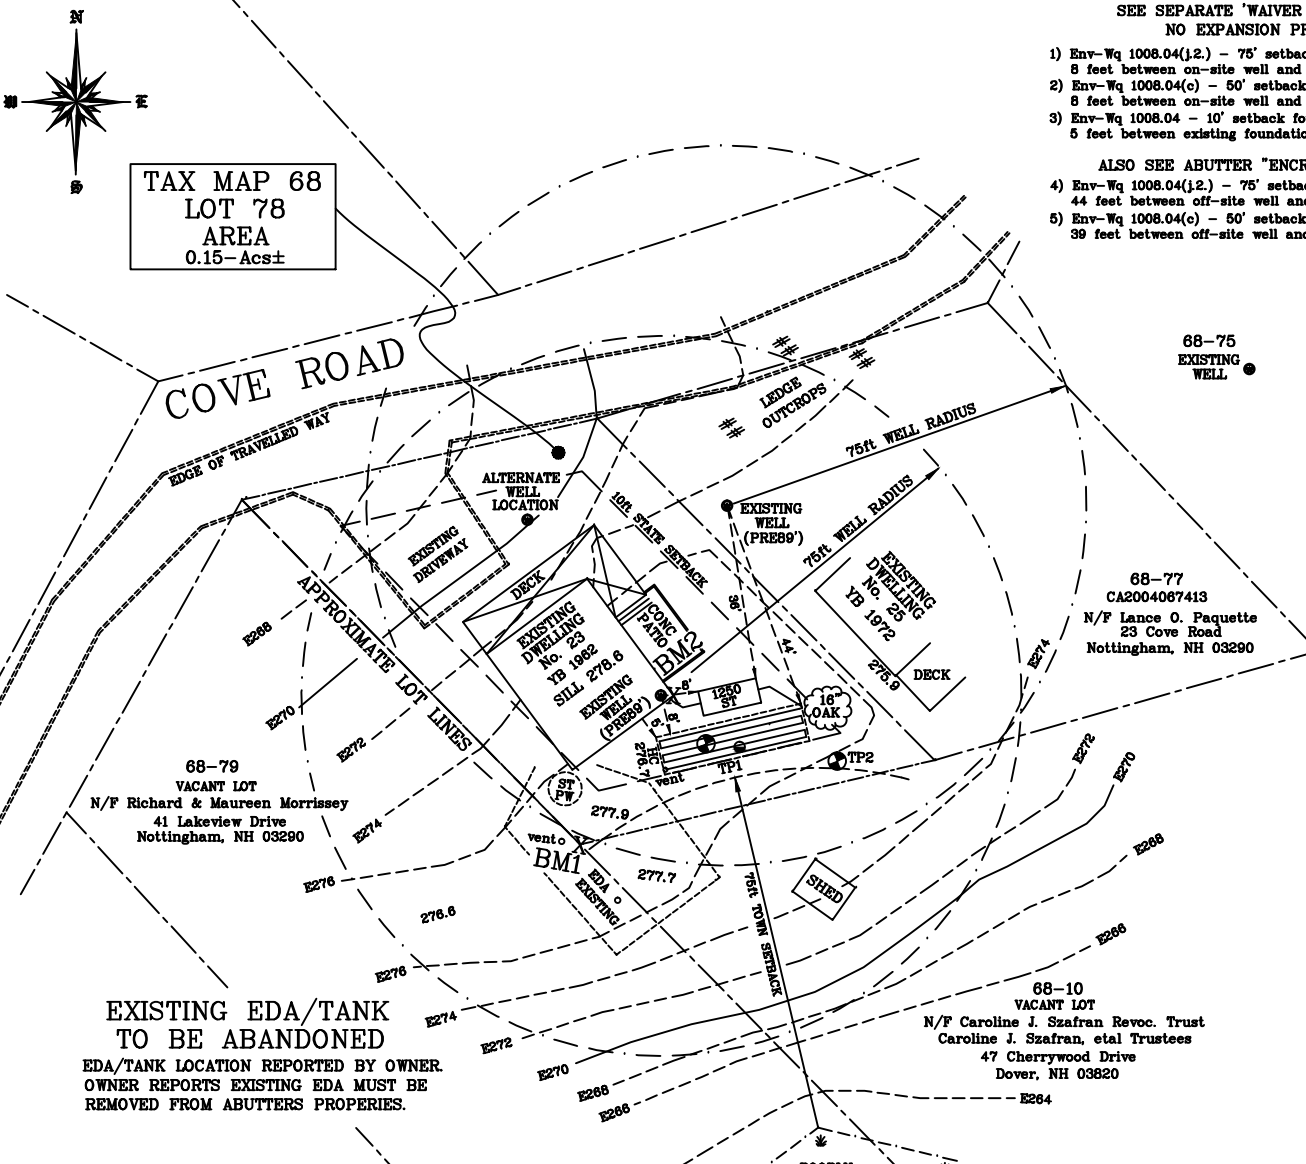 N
W
E
S
TAX MAP 68
LOT 78
AREA
0.15-Acs±
SEE SEPARATE 'WAIVER
NO EXPANSION
1) Env-Wq 1008.04(j.2.) - 75'
8 feet between on-site well and
2) Env-Wq 1008.04(c) - 50' setback
8 feet between on-site well and
3) Env-Wq 1008.04 - 10' setback
5 feet between existing
ALSO SEE ABUTTER
4) Env-Wq 1008.04(j.2.) - 75'
44 feet between off-site well
5) Env-Wq 1008.04(c) - 50' setback
39 feet between off-site well
COVE ROAD
EDGE OF TRAVELLED WAY
LEDGE
OUTCROPS
68-75
EXISTING
WELL
75ft WELL RADIUS
75ft WELL RADIUS
ALTERNATE
WELL
LOCATION
10ft STATE SETBACK
EXISTING
WELL
(PRE89')
EXISTING
DRIVEWAY
DECK
APPROXIMATE LOT LINES
EXISTING
DWELLING
No. 23
YB 1962
SILL 278.6
EXISTING
WELL
(PRE89')
CONC
PATIO
BM2
36'
44'
8'
8'
5'
1250
ST
16"
OAK
HC
276.7
vent
TP1
TP2
EXISTING
DWELLING
No. 25
YB 1972
275.9
DECK
68-77
CA2004067413
N/F Lance O. Paquette
23 Cove Road
Nottingham, NH 03290
E268
E270
E272
E274
E276
E274
E272
E270
E268
E266
68-79
VACANT LOT
N/F Richard & Maureen Morrissey
41 Lakeview Drive
Nottingham, NH 03290
ST
PW
277.9
vent
BM1
EDA
EXISTING
277.7
276.6
SHED
75ft TOWN SETBACK
E276
E274
E272
E270
E268
E266
E264
EXISTING EDA/TANK
TO BE ABANDONED
EDA/TANK LOCATION REPORTED BY OWNER.
OWNER REPORTS EXISTING EDA MUST BE
REMOVED FROM ABUTTERS PROPERIES.
68-10
VACANT LOT
N/F Caroline J. Szafran Revoc. Trust
Caroline J. Szafran, etal Trustees
47 Cherrywood Drive
Dover, NH 03820